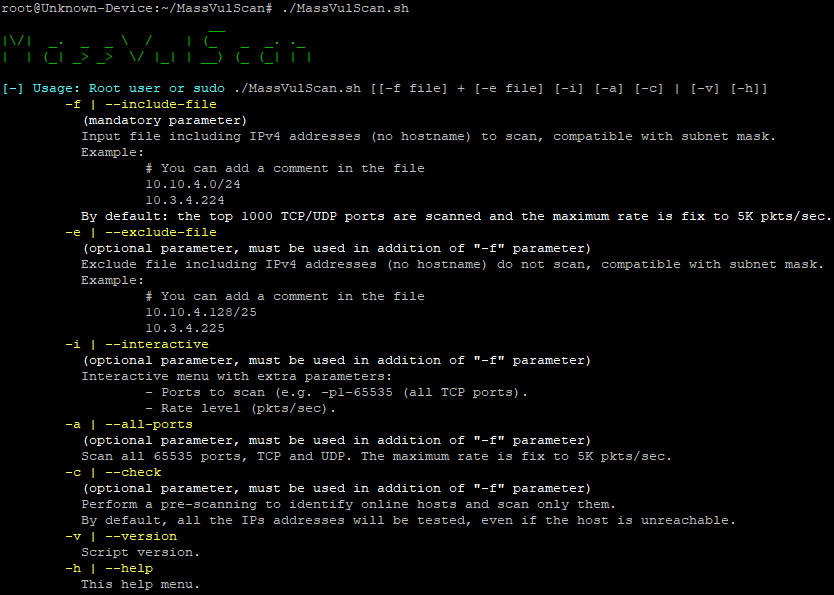 root@Unknown-Device:~/MassVulScan# ./MassVulScan.sh
MassVulScan
[-] Usage: Root user or sudo ./MassVulScan.sh [[-f file] + [-e file] [-i] [-a] [-c] | [-v] [-h]]
-f | --include-file
(mandatory parameter)
Input file including IPv4 addresses (no hostname) to scan, compatible with subnet mask.
Example:
# You can add a comment in the file
10.10.4.0/24
10.3.4.224
By default: the top 1000 TCP/UDP ports are scanned and the maximum rate is fix to 5K pkts/sec.
-e | --exclude-file
(optional parameter, must be used in addition of "-f" parameter)
Exclude file including IPv4 addresses (no hostname) do not scan, compatible with subnet mask.
Example:
# You can add a comment in the file
10.10.4.128/25
10.3.4.225
-i | --interactive
(optional parameter, must be used in addition of "-f" parameter)
Interactive menu with extra parameters:
- Ports to scan (e.g. -p1-65535 (all TCP ports).
- Rate level (pkts/sec).
-a | --all-ports
(optional parameter, must be used in addition of "-f" parameter)
Scan all 65535 ports, TCP and UDP. The maximum rate is fix to 5K pkts/sec.
-c | --check
(optional parameter, must be used in addition of "-f" parameter)
Perform a pre-scanning to identify online hosts and scan only them.
By default, all the IPs addresses will be tested, even if the host is unreachable.
-v | --version
Script version.
-h | --help
This help menu.